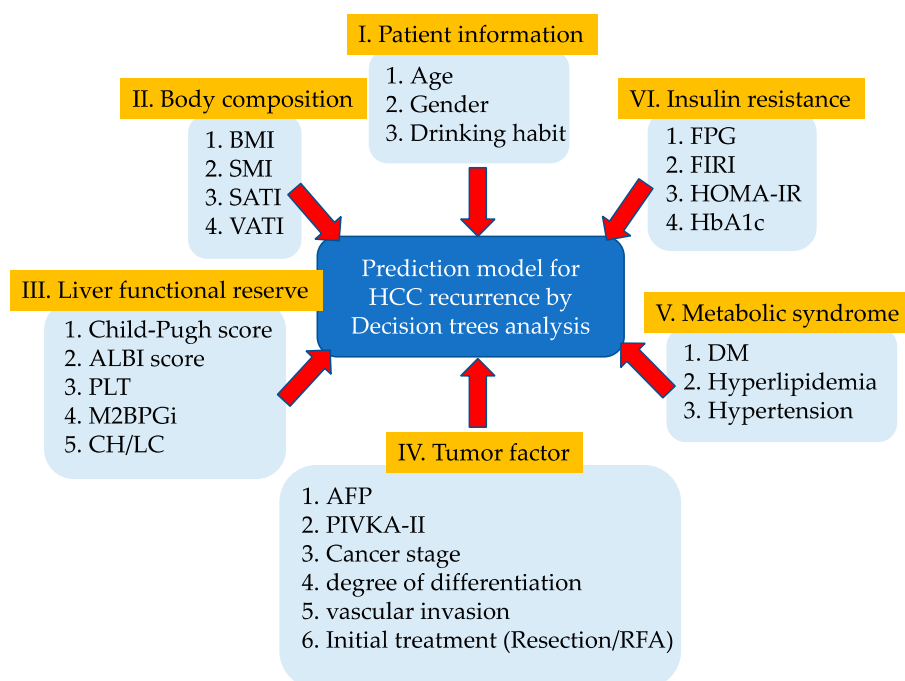 I. Patient information
1. Age
2. Gender
3. Drinking habit
II. Body composition
1. BMI
2. SMI
3. SATI
4. VATI
VI. Insulin resistance
1. FPG
2. FIRI
3. HOMA-IR
4. HbA1c
Prediction model for
HCC recurrence by
Decision trees analysis
III. Liver functional reserve
1. Child-Pugh score
2. ALBI score
3. PLT
4. M2BPGi
5. CH/LC
V. Metabolic syndrome
1. DM
2. Hyperlipidemia
3. Hypertension
IV. Tumor factor
1. AFP
2. PIVKA-II
3. Cancer stage
4. degree of differentiation
5. vascular invasion
6. Initial treatment (Resection/RFA)